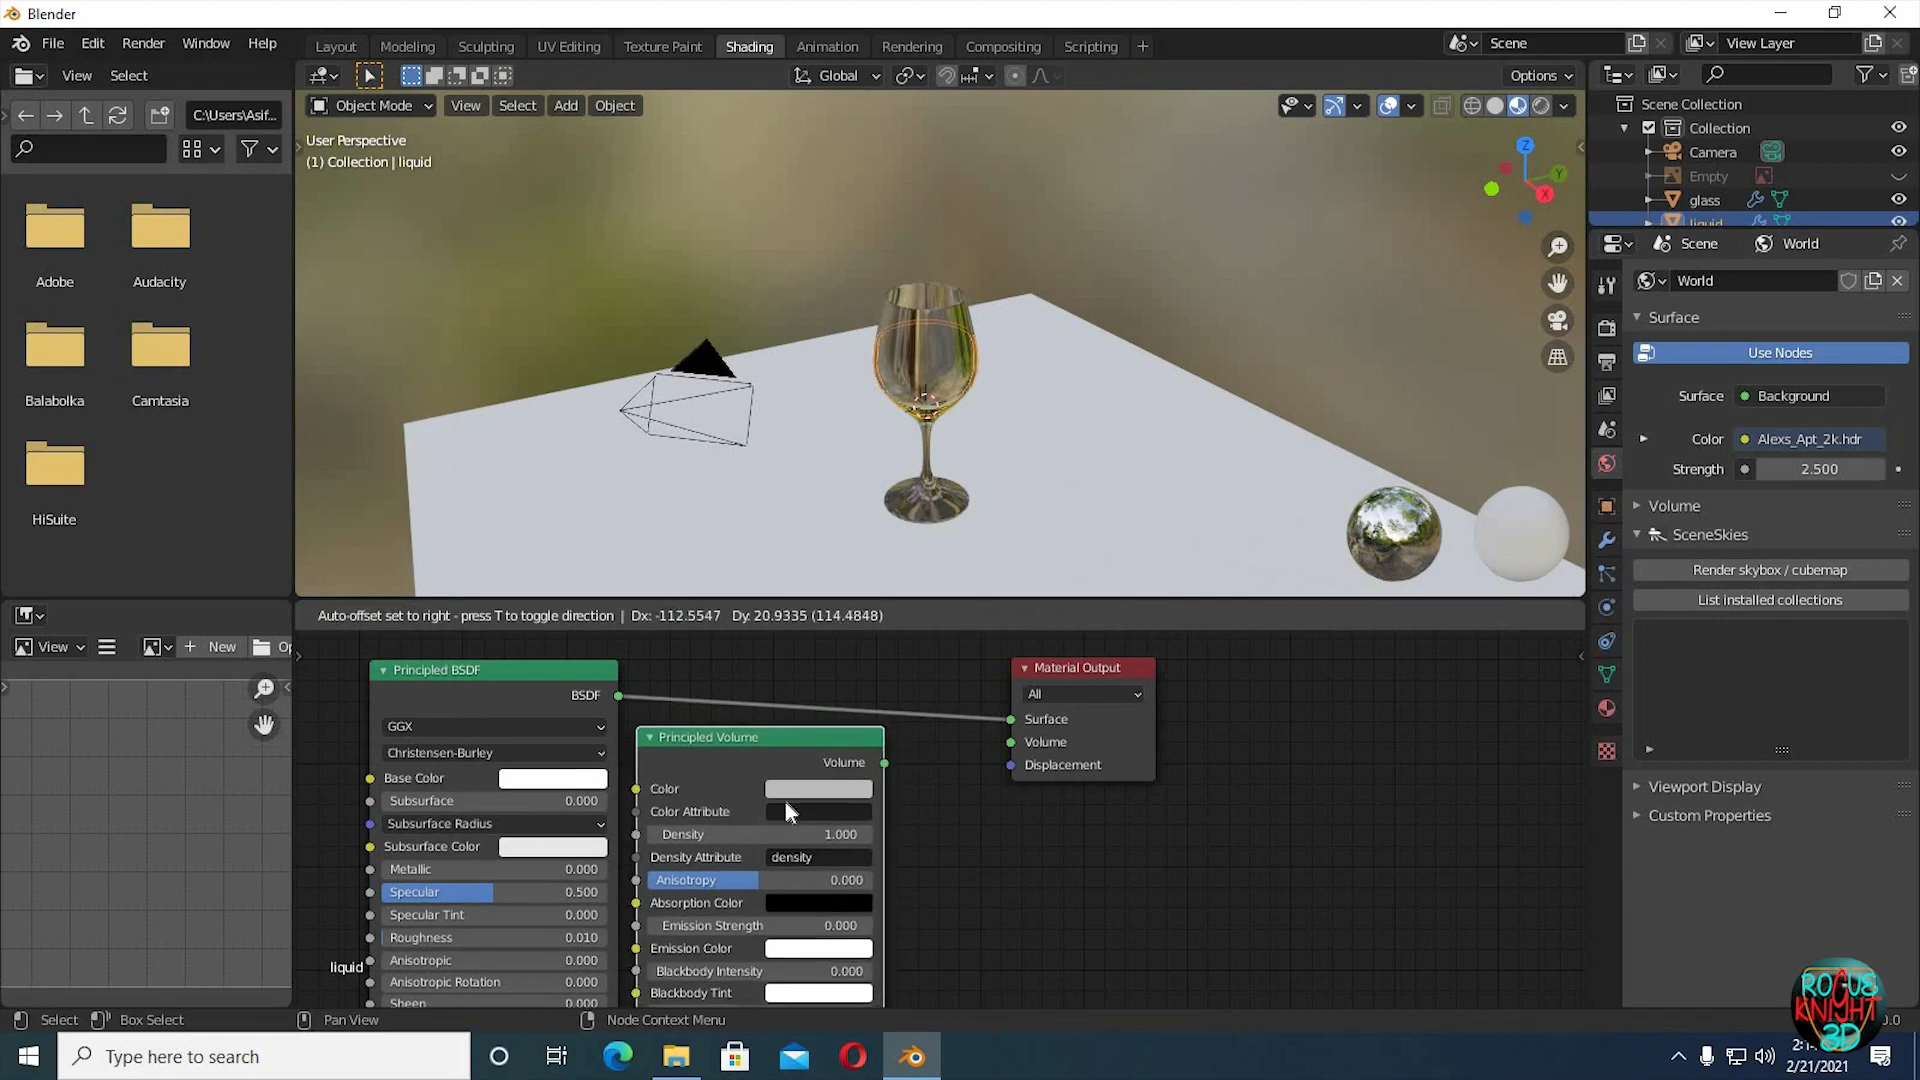 Blender
File Edit Render Window Help
Layout Modeling Sculpting UV Editing Texture Paint Shading Animation Rendering Compositing Scripting +
Scene
View Layer
View Select
Global
Options
C:\Users\Asif...
Object Mode View Select Add Object
User Perspective
(1) Collection | liquid
Z
Y
X
Adobe
Audacity
Balabolka
Camtasia
HiSuite
Scene Collection
Collection
Camera
Empty
glass
liquid
Scene World
World
Surface
Use Nodes
Surface Background
Color Alexs_Apt_2k.hdr
Strength 2.500
Volume
SceneSkies
Render skybox / cubemap
List installed collections
Viewport Display
Custom Properties
Auto-offset set to right - press T to toggle direction | Dx: -112.5547 Dy: 20.9335 (114.4848)
View
+ New
Op
Principled BSDF
BSDF
GGX
Christensen-Burley
Base Color
Subsurface 0.000
Subsurface Radius
Subsurface Color
Metallic 0.000
Specular 0.500
Specular Tint 0.000
Roughness 0.010
Anisotropic 0.000
Anisotropic Rotation 0.000
Sheen 0.000
liquid
Principled Volume
Volume
Color
Color Attribute
Density 1.000
Density Attribute density
Anisotropy 0.000
Absorption Color
Emission Strength 0.000
Emission Color
Blackbody Intensity 0.000
Blackbody Tint
Material Output
All
Surface
Volume
Displacement
Select Box Select Pan View Node Context Menu
ROGUE
KNIGHT
3D
Type here to search
2/21/2021